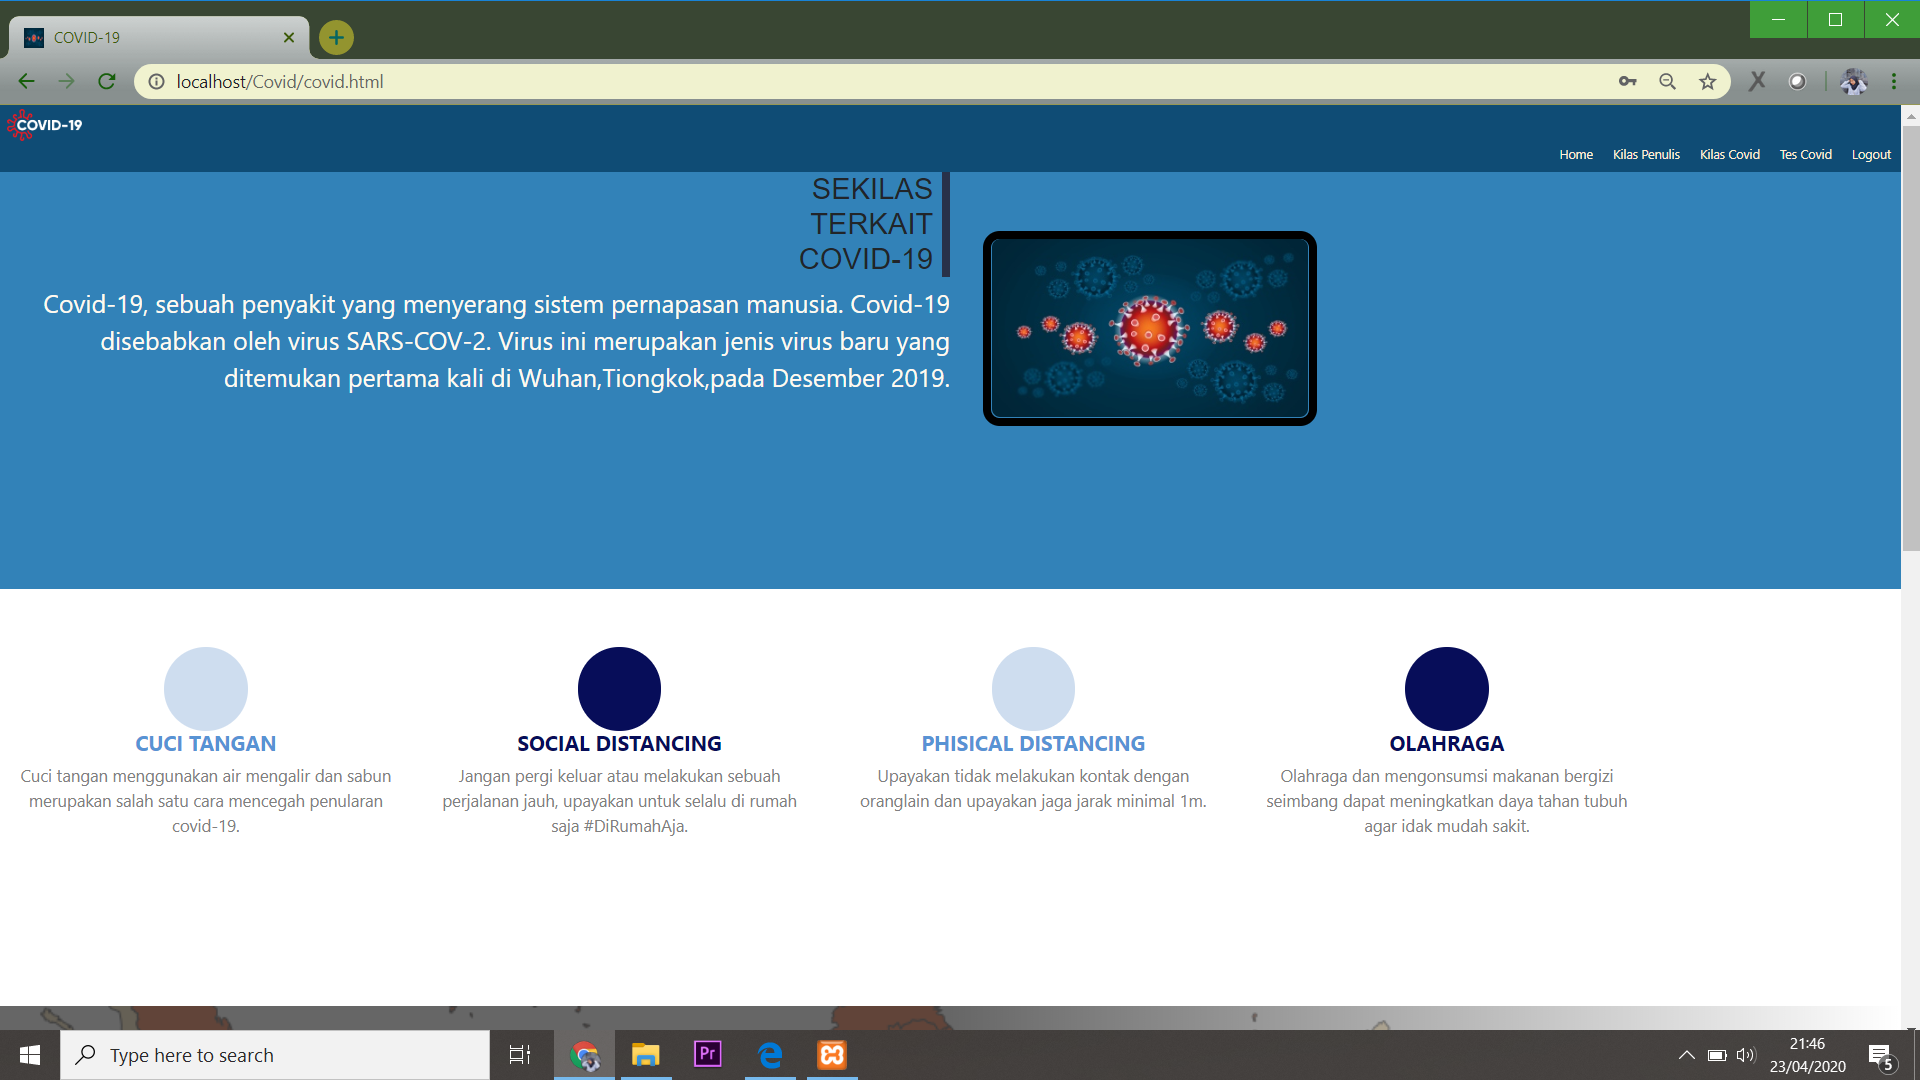 COVID-19
localhost/Covid/covid.html
COVID-19
Home Kilas Penulis Kilas Covid Tes Covid Logout
SEKILAS
TERKAIT
COVID-19
Covid-19, sebuah penyakit yang menyerang sistem pernapasan manusia. Covid-19
disebabkan oleh virus SARS-COV-2. Virus ini merupakan jenis virus baru yang
ditemukan pertama kali di Wuhan,Tiongkok,pada Desember 2019.
CUCI TANGAN
Cuci tangan menggunakan air mengalir dan sabun
merupakan salah satu cara mencegah penularan
covid-19.
SOCIAL DISTANCING
Jangan pergi keluar atau melakukan sebuah
perjalanan jauh, upayakan untuk selalu di rumah
saja #DiRumahAja.
PHISICAL DISTANCING
Upayakan tidak melakukan kontak dengan
oranglain dan upayakan jaga jarak minimal 1m.
OLAHRAGA
Olahraga dan mengonsumsi makanan bergizi
seimbang dapat meningkatkan daya tahan tubuh
agar idak mudah sakit.
Type here to search
Pr
21:46
23/04/2020
5